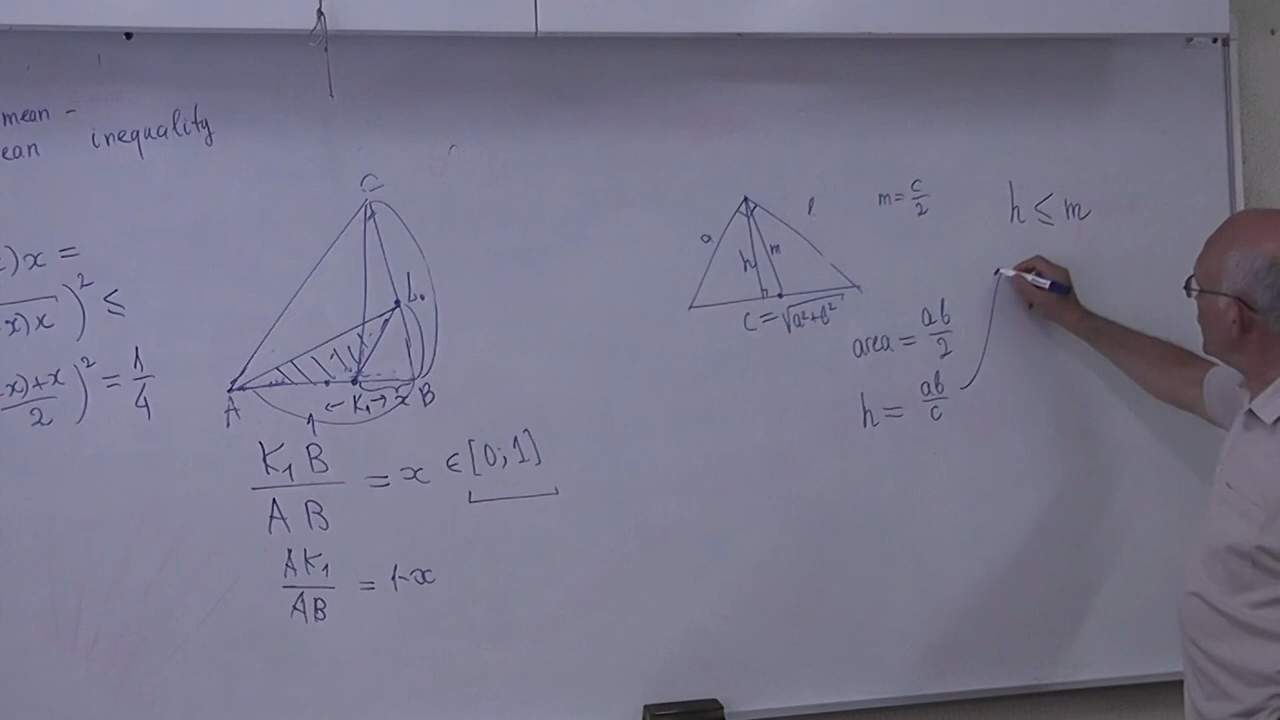 mean -
ean inequality
)x =
x)x)² ≤
x)+x / 2)² = 1/4
C
L₁
A K₁ x B
K₁B / AB = x ∈ [0;1]
AK₁ / AB = 1-x
a h m
c = √a²+b²
m = c/2
h ≤ m
area = ab/2
h = ab/c